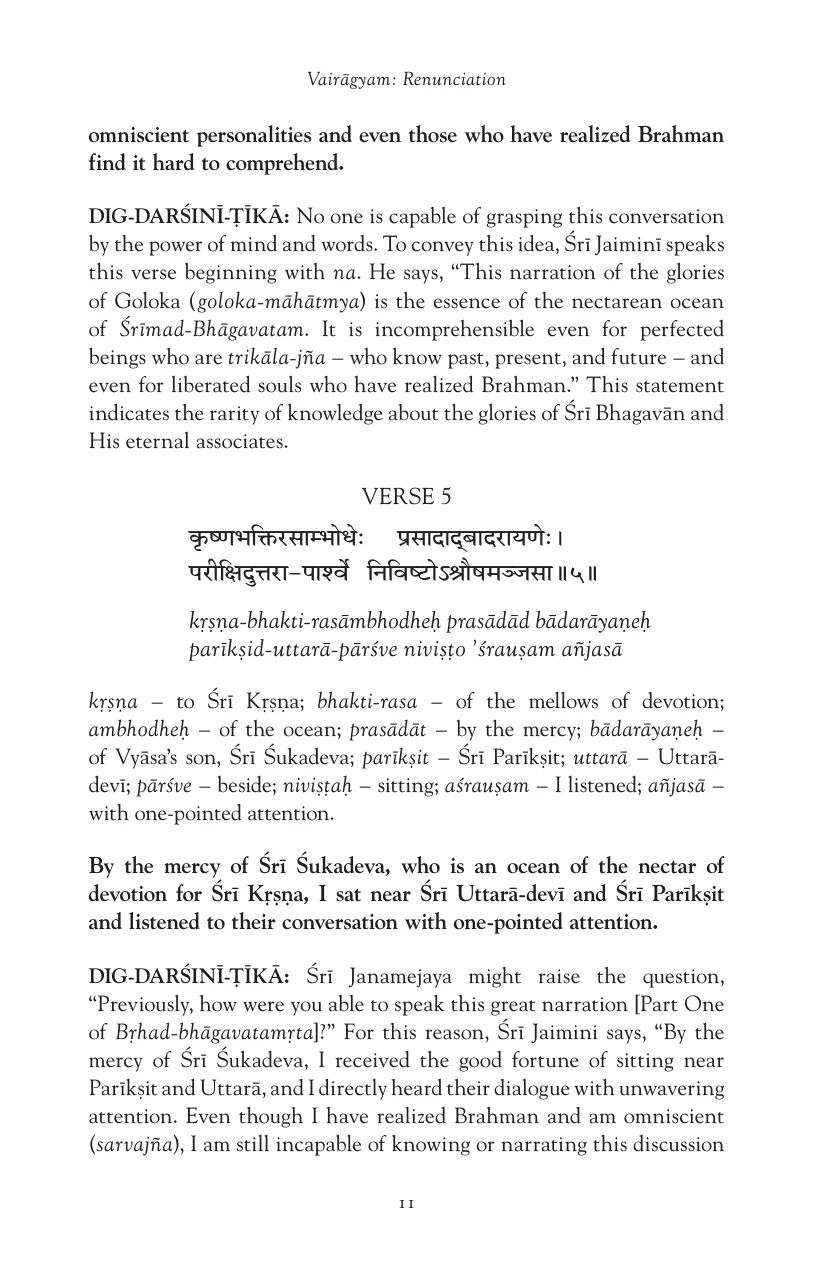 Vairāgyam: Renunciation
omniscient personalities and even those who have realized Brahman
find it hard to comprehend.
DIG-DARŚINĪ-ṬĪKĀ: No one is capable of grasping this conversation
by the power of mind and words. To convey this idea, Śrī Jaiminī speaks
this verse beginning with na. He says, “This narration of the glories
of Goloka (goloka-māhātmya) is the essence of the nectarean ocean
of Śrīmad-Bhāgavatam. It is incomprehensible even for perfected
beings who are trikāla-jña – who know past, present, and future – and
even for liberated souls who have realized Brahman.” This statement
indicates the rarity of knowledge about the glories of Śrī Bhagavān and
His eternal associates.
VERSE 5
कृष्णभक्तिरसाम्भोधेः प्रसादाद्बादरायणेः।
परीक्षिदुत्तरा–पार्श्वे निविष्टोऽश्रौषमञ्जसा॥५॥
kṛṣṇa-bhakti-rasāmbhodheḥ prasādād bādarāyaṇeḥ
parīkṣid-uttarā-pārśve niviṣṭo ’śrauṣam añjasā
kṛṣṇa – to Śrī Kṛṣṇa; bhakti-rasa – of the mellows of devotion;
ambhodheḥ – of the ocean; prasādāt – by the mercy; bādarāyaṇeḥ –
of Vyāsa’s son, Śrī Śukadeva; parīkṣit – Śrī Parīkṣit; uttarā – Uttarā-
devī; pārśve – beside; niviṣṭaḥ – sitting; aśrauṣam – I listened; añjasā –
with one-pointed attention.
By the mercy of Śrī Śukadeva, who is an ocean of the nectar of
devotion for Śrī Kṛṣṇa, I sat near Śrī Uttarā-devī and Śrī Parīkṣit
and listened to their conversation with one-pointed attention.
DIG-DARŚINĪ-ṬĪKĀ: Śrī Janamejaya might raise the question,
“Previously, how were you able to speak this great narration [Part One
of Bṛhad-bhāgavatamṛta]?” For this reason, Śrī Jaimini says, “By the
mercy of Śrī Śukadeva, I received the good fortune of sitting near
Parīkṣit and Uttarā, and I directly heard their dialogue with unwavering
attention. Even though I have realized Brahman and am omniscient
(sarvajña), I am still incapable of knowing or narrating this discussion
11